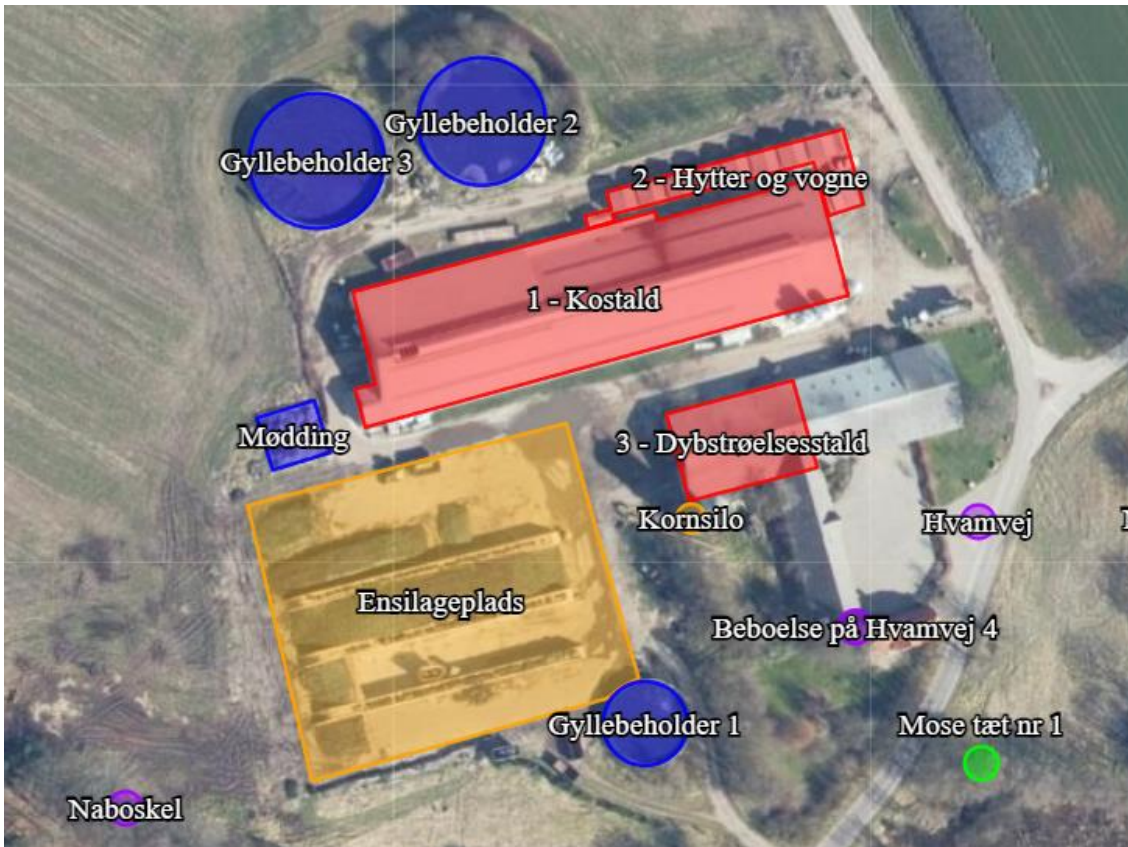 Gyllebeholder 2
Gyllebeholder 3
2 - Hytter og vogne
1 - Kostald
Mødding
3 - Dybstrøelsesstald
Kornsilo
Hvamvej
Ensilageplads
Beboelse på Hvamvej 4
Gyllebeholder 1
Mose tæt nr 1
Naboskel